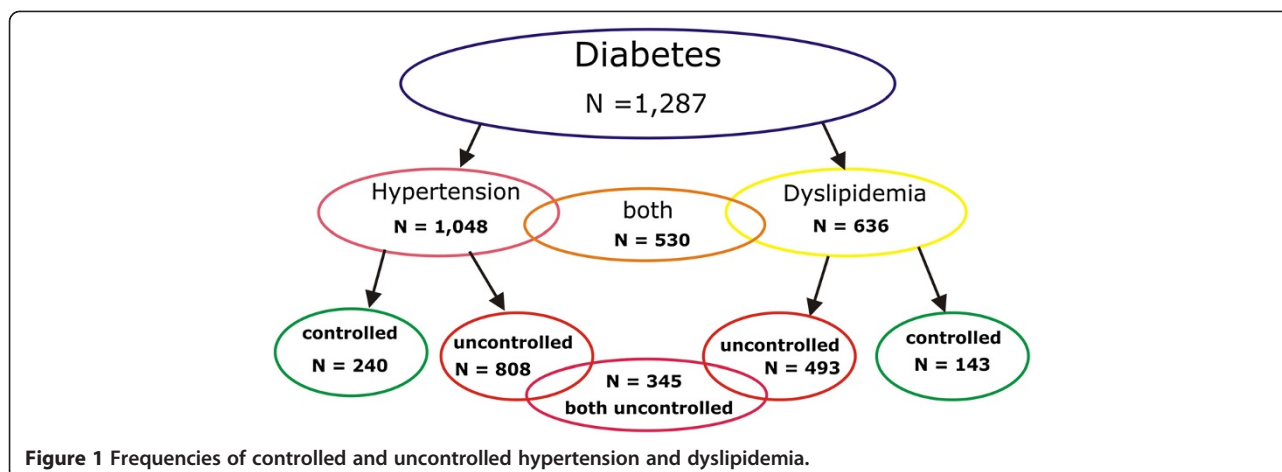 Diabetes
N =1,287
Hypertension
N = 1,048
both
N = 530
Dyslipidemia
N = 636
controlled
N = 240
uncontrolled
N = 808
N = 345
both uncontrolled
uncontrolled
N = 493
controlled
N = 143
Figure 1 Frequencies of controlled and uncontrolled hypertension and dyslipidemia.